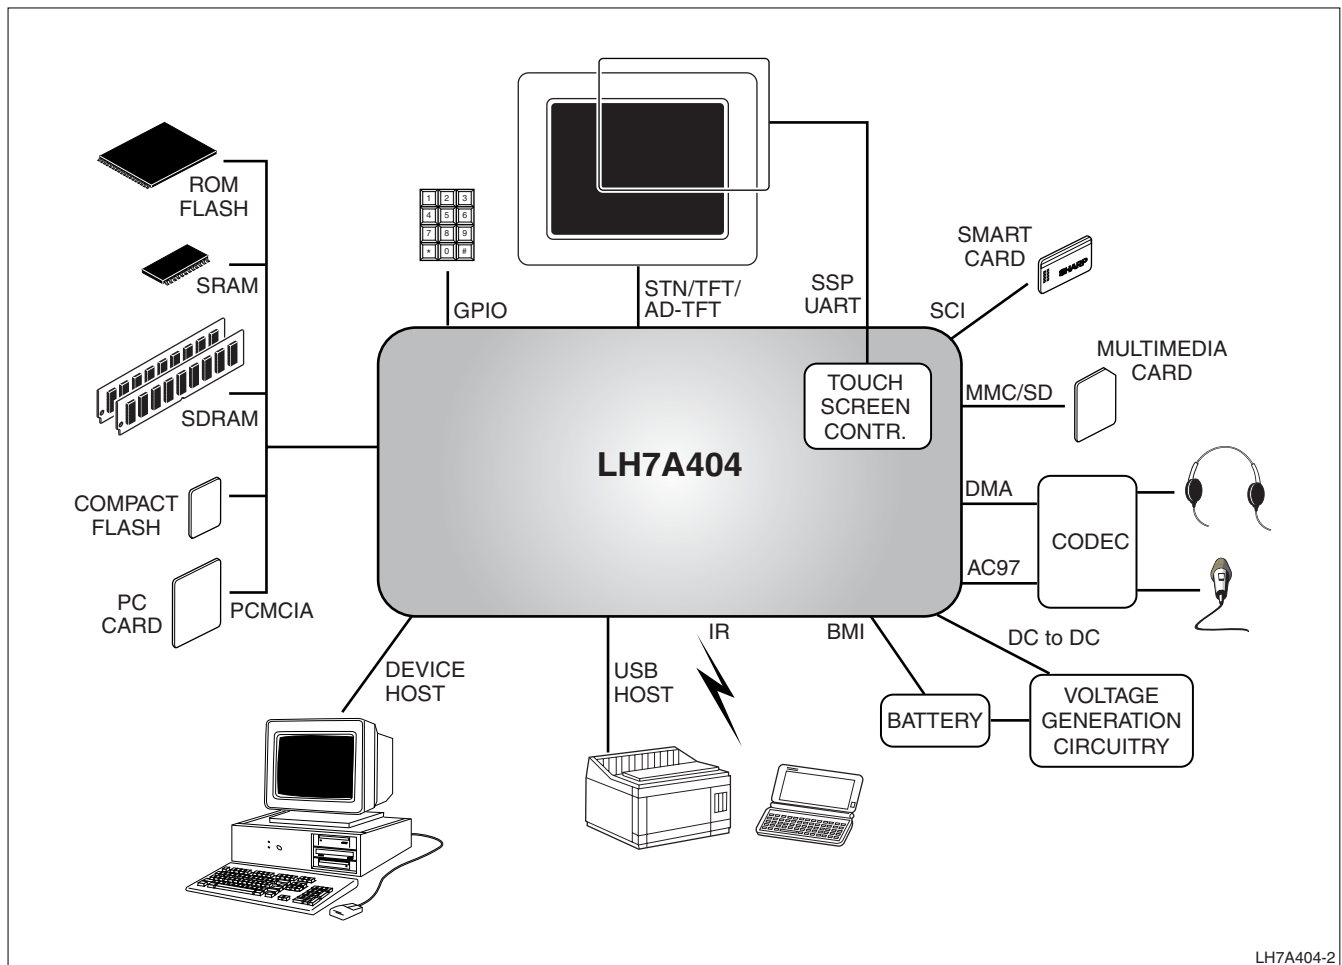 ROM
FLASH
SRAM
SDRAM
COMPACT
FLASH
PC
CARD
PCMCIA
1 2 3
4 5 6
7 8 9
* 0 #
GPIO
STN/TFT/
AD-TFT
SSP
UART
SCI
SMART
CARD
SHARP
MULTIMEDIA
CARD
MMC/SD
TOUCH
SCREEN
CONTR.
LH7A404
DMA
CODEC
AC97
DEVICE
HOST
USB
HOST
IR
BMI
DC to DC
BATTERY
VOLTAGE
GENERATION
CIRCUITRY
LH7A404-2